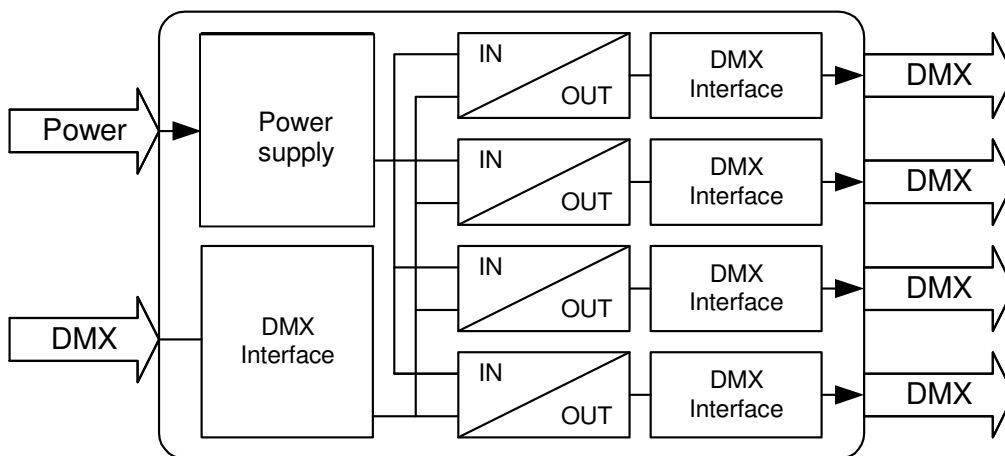 Power
Power
supply
DMX
DMX
Interface
IN
OUT
DMX
Interface
DMX
IN
OUT
DMX
Interface
DMX
IN
OUT
DMX
Interface
DMX
IN
OUT
DMX
Interface
DMX